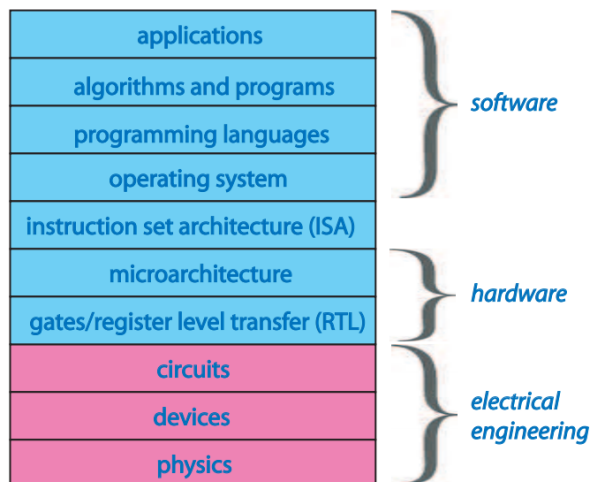 applications
algorithms and programs
programming languages
operating system
instruction set architecture (ISA)
microarchitecture
gates/register level transfer (RTL)
circuits
devices
physics
software
hardware
electrical
engineering